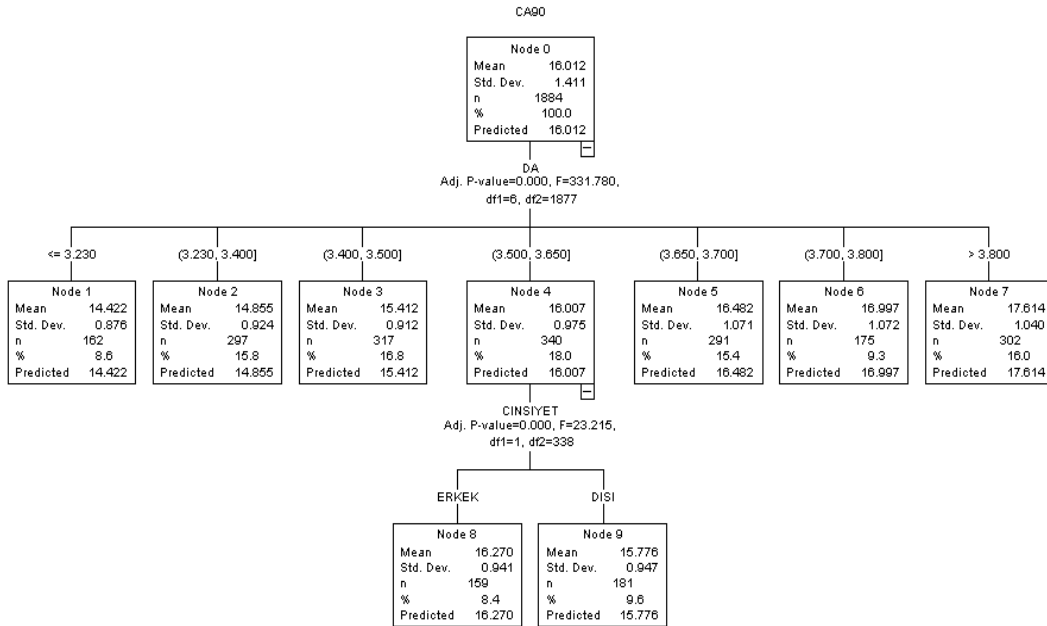 CA90
Node 0
Mean 16.012
Std. Dev. 1.411
n 1884
% 100.0
Predicted 16.012
DA
Adj. P-value=0.000, F=331.780,
df1=6, df2=1877
<= 3.230
(3.230, 3.400]
(3.400, 3.500]
(3.500, 3.650]
(3.650, 3.700]
(3.700, 3.800]
> 3.800
Node 1
Mean 14.422
Std. Dev. 0.876
n 162
% 8.6
Predicted 14.422
Node 2
Mean 14.855
Std. Dev. 0.924
n 297
% 15.8
Predicted 14.855
Node 3
Mean 15.412
Std. Dev. 0.912
n 317
% 16.8
Predicted 15.412
Node 4
Mean 16.007
Std. Dev. 0.975
n 340
% 18.0
Predicted 16.007
Node 5
Mean 16.482
Std. Dev. 1.071
n 291
% 15.4
Predicted 16.482
Node 6
Mean 16.997
Std. Dev. 1.072
n 175
% 9.3
Predicted 16.997
Node 7
Mean 17.614
Std. Dev. 1.040
n 302
% 16.0
Predicted 17.614
CINSIYET
Adj. P-value=0.000, F=23.215,
df1=1, df2=338
ERKEK
DISI
Node 8
Mean 16.270
Std. Dev. 0.941
n 159
% 8.4
Predicted 16.270
Node 9
Mean 15.776
Std. Dev. 0.947
n 181
% 9.6
Predicted 15.776